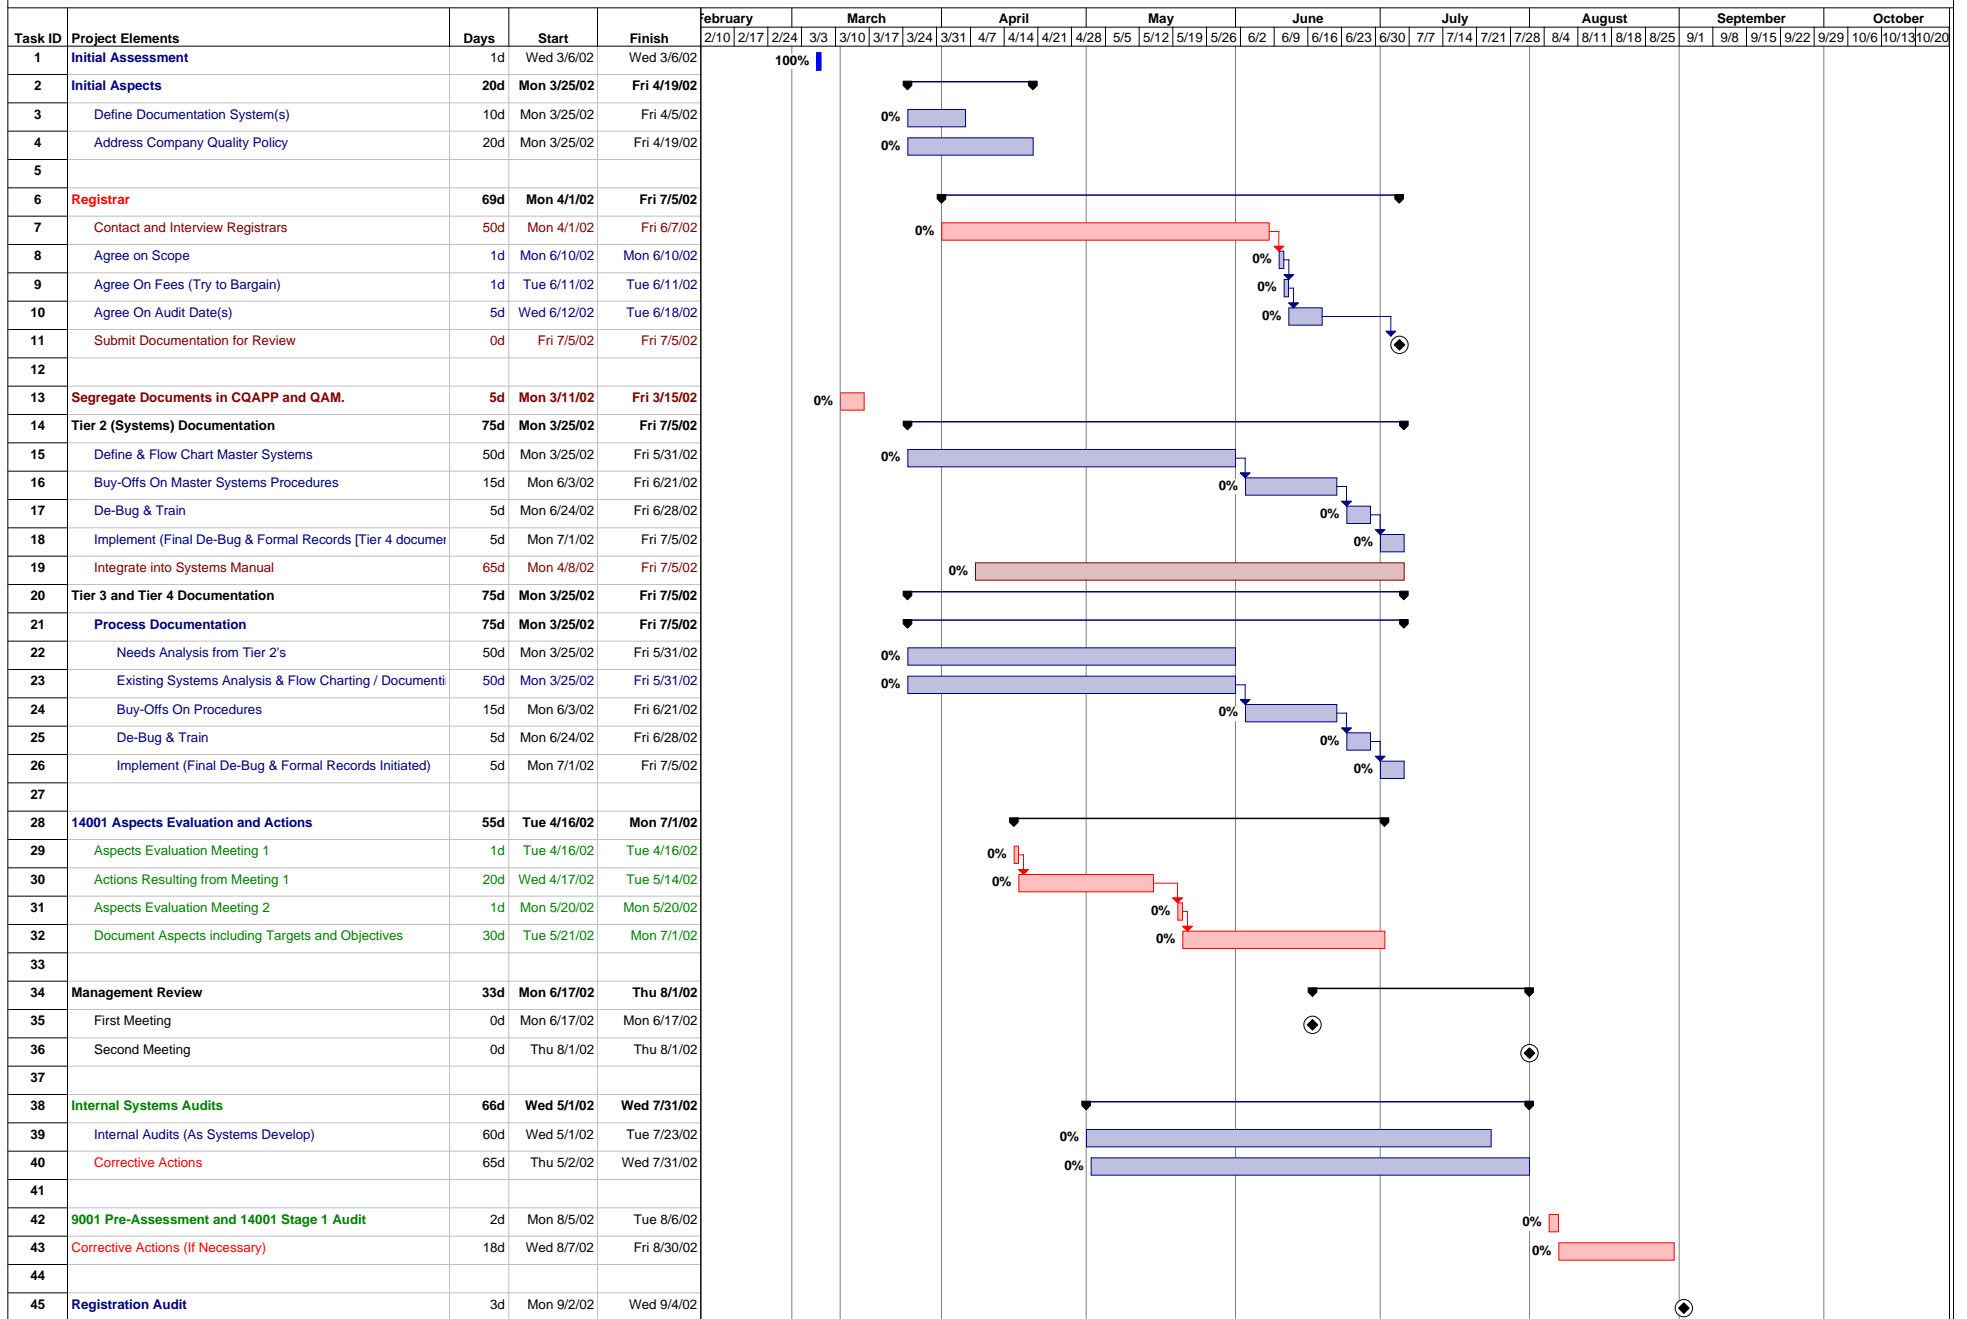 February March April May June July August September October
Task ID Project Elements Days Start Finish 2/10 2/17 2/24 3/3 3/10 3/17 3/24 3/31 4/7 4/14 4/21 4/28 5/5 5/12 5/19 5/26 6/2 6/9 6/16 6/23 6/30 7/7 7/14 7/21 7/28 8/4 8/11 8/18 8/25 9/1 9/8 9/15 9/22 9/29 10/6 10/13 10/20
1 Initial Assessment 1d Wed 3/6/02 Wed 3/6/02 100%
2 Initial Aspects 20d Mon 3/25/02 Fri 4/19/02
3 Define Documentation System(s) 10d Mon 3/25/02 Fri 4/5/02 0%
4 Address Company Quality Policy 20d Mon 3/25/02 Fri 4/19/02 0%
5
6 Registrar 69d Mon 4/1/02 Fri 7/5/02
7 Contact and Interview Registrars 50d Mon 4/1/02 Fri 6/7/02 0%
8 Agree on Scope 1d Mon 6/10/02 Mon 6/10/02 0%
9 Agree On Fees (Try to Bargain) 1d Tue 6/11/02 Tue 6/11/02 0%
10 Agree On Audit Date(s) 5d Wed 6/12/02 Tue 6/18/02 0%
11 Submit Documentation for Review 0d Fri 7/5/02 Fri 7/5/02
12
13 Segregate Documents in CQAPP and QAM. 5d Mon 3/11/02 Fri 3/15/02 0%
14 Tier 2 (Systems) Documentation 75d Mon 3/25/02 Fri 7/5/02
15 Define & Flow Chart Master Systems 50d Mon 3/25/02 Fri 5/31/02 0%
16 Buy-Offs On Master Systems Procedures 15d Mon 6/3/02 Fri 6/21/02 0%
17 De-Bug & Train 5d Mon 6/24/02 Fri 6/28/02 0%
18 Implement (Final De-Bug & Formal Records [Tier 4 documer 5d Mon 7/1/02 Fri 7/5/02 0%
19 Integrate into Systems Manual 65d Mon 4/8/02 Fri 7/5/02 0%
20 Tier 3 and Tier 4 Documentation 75d Mon 3/25/02 Fri 7/5/02
21 Process Documentation 75d Mon 3/25/02 Fri 7/5/02
22 Needs Analysis from Tier 2's 50d Mon 3/25/02 Fri 5/31/02 0%
23 Existing Systems Analysis & Flow Charting / Documenti 50d Mon 3/25/02 Fri 5/31/02 0%
24 Buy-Offs On Procedures 15d Mon 6/3/02 Fri 6/21/02 0%
25 De-Bug & Train 5d Mon 6/24/02 Fri 6/28/02 0%
26 Implement (Final De-Bug & Formal Records Initiated) 5d Mon 7/1/02 Fri 7/5/02 0%
27
28 14001 Aspects Evaluation and Actions 55d Tue 4/16/02 Mon 7/1/02
29 Aspects Evaluation Meeting 1 1d Tue 4/16/02 Tue 4/16/02 0%
30 Actions Resulting from Meeting 1 20d Wed 4/17/02 Tue 5/14/02 0%
31 Aspects Evaluation Meeting 2 1d Mon 5/20/02 Mon 5/20/02 0%
32 Document Aspects including Targets and Objectives 30d Tue 5/21/02 Mon 7/1/02 0%
33
34 Management Review 33d Mon 6/17/02 Thu 8/1/02
35 First Meeting 0d Mon 6/17/02 Mon 6/17/02
36 Second Meeting 0d Thu 8/1/02 Thu 8/1/02
37
38 Internal Systems Audits 66d Wed 5/1/02 Wed 7/31/02
39 Internal Audits (As Systems Develop) 60d Wed 5/1/02 Tue 7/23/02 0%
40 Corrective Actions 65d Thu 5/2/02 Wed 7/31/02 0%
41
42 9001 Pre-Assessment and 14001 Stage 1 Audit 2d Mon 8/5/02 Tue 8/6/02 0%
43 Corrective Actions (If Necessary) 18d Wed 8/7/02 Fri 8/30/02 0%
44
45 Registration Audit 3d Mon 9/2/02 Wed 9/4/02